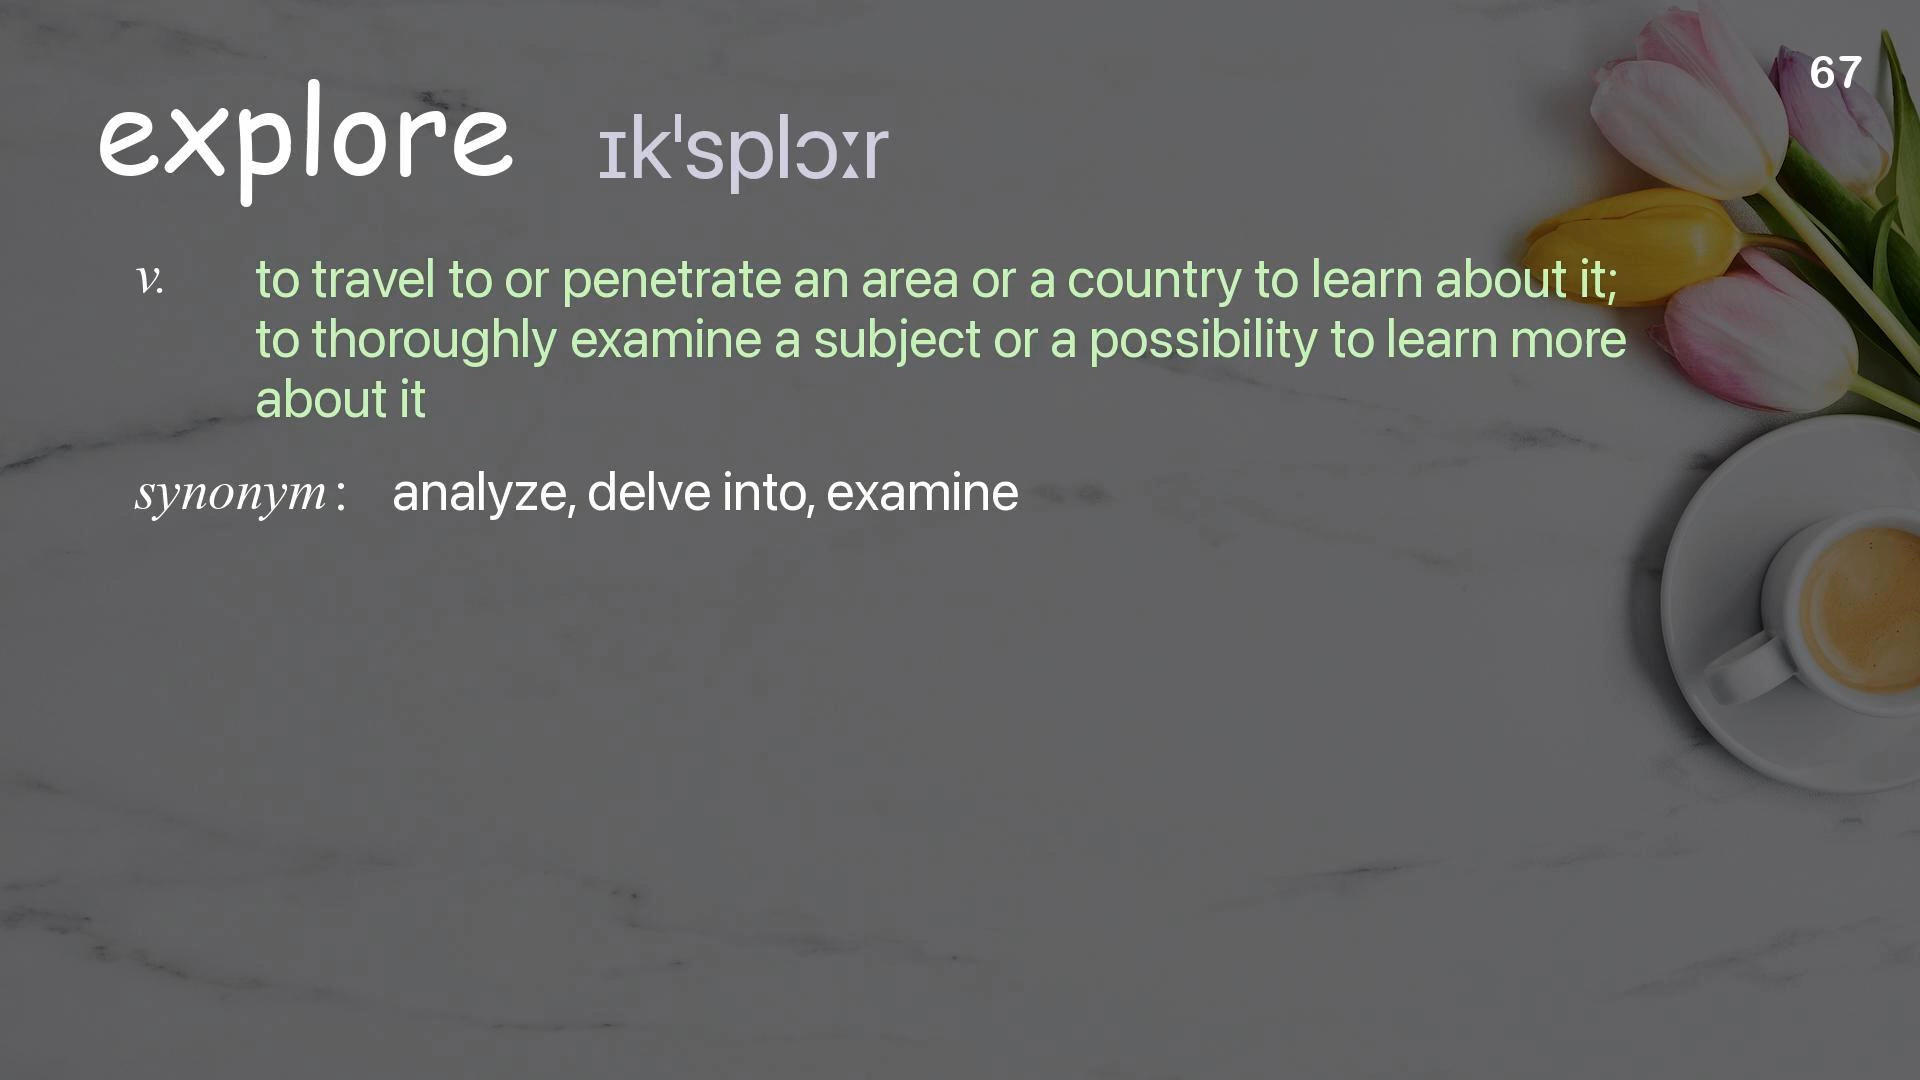 67
explore ɪkˈsplɔːr
v. to travel to or penetrate an area or a country to learn about it;
to thoroughly examine a subject or a possibility to learn more
about it
synonym : analyze, delve into, examine